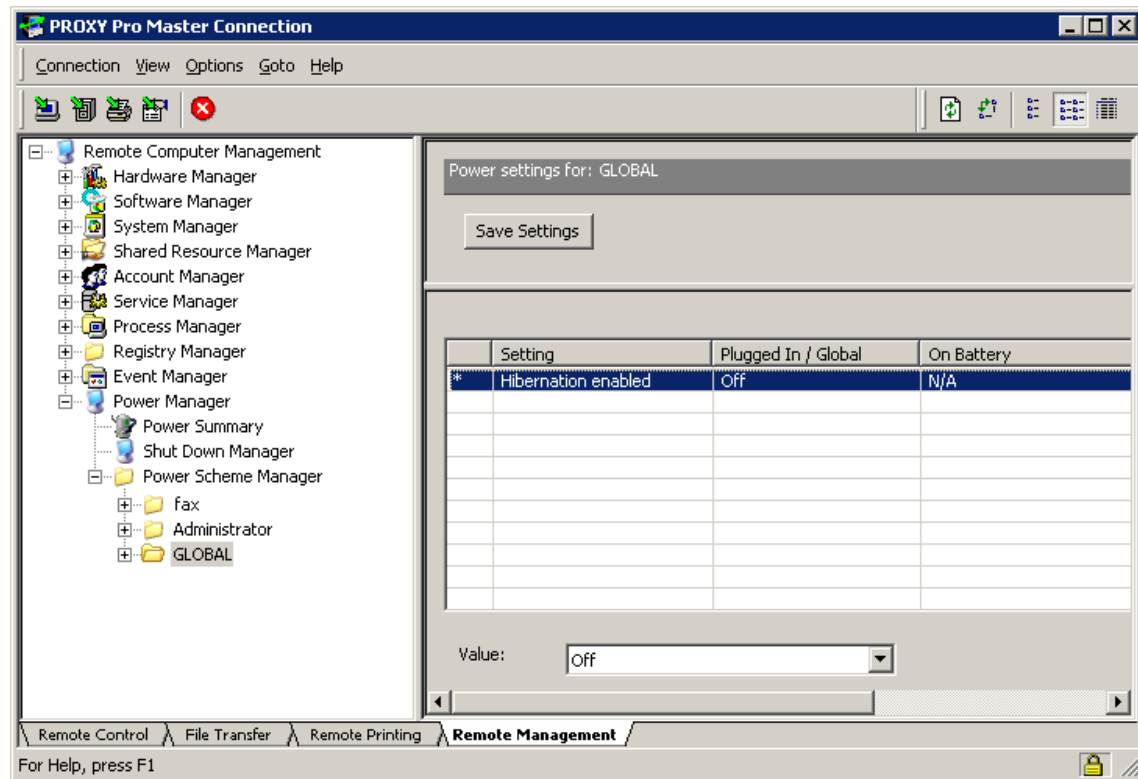 PROXY Pro Master Connection
Connection View Options Goto Help
Remote Computer Management
Hardware Manager
Software Manager
System Manager
Shared Resource Manager
Account Manager
Service Manager
Process Manager
Registry Manager
Event Manager
Power Manager
Power Summary
Shut Down Manager
Power Scheme Manager
fax
Administrator
GLOBAL
Power settings for: GLOBAL
Save Settings
Setting Plugged In / Global On Battery
* Hibernation enabled Off N/A
Value: Off
Remote Control File Transfer Remote Printing Remote Management
For Help, press F1